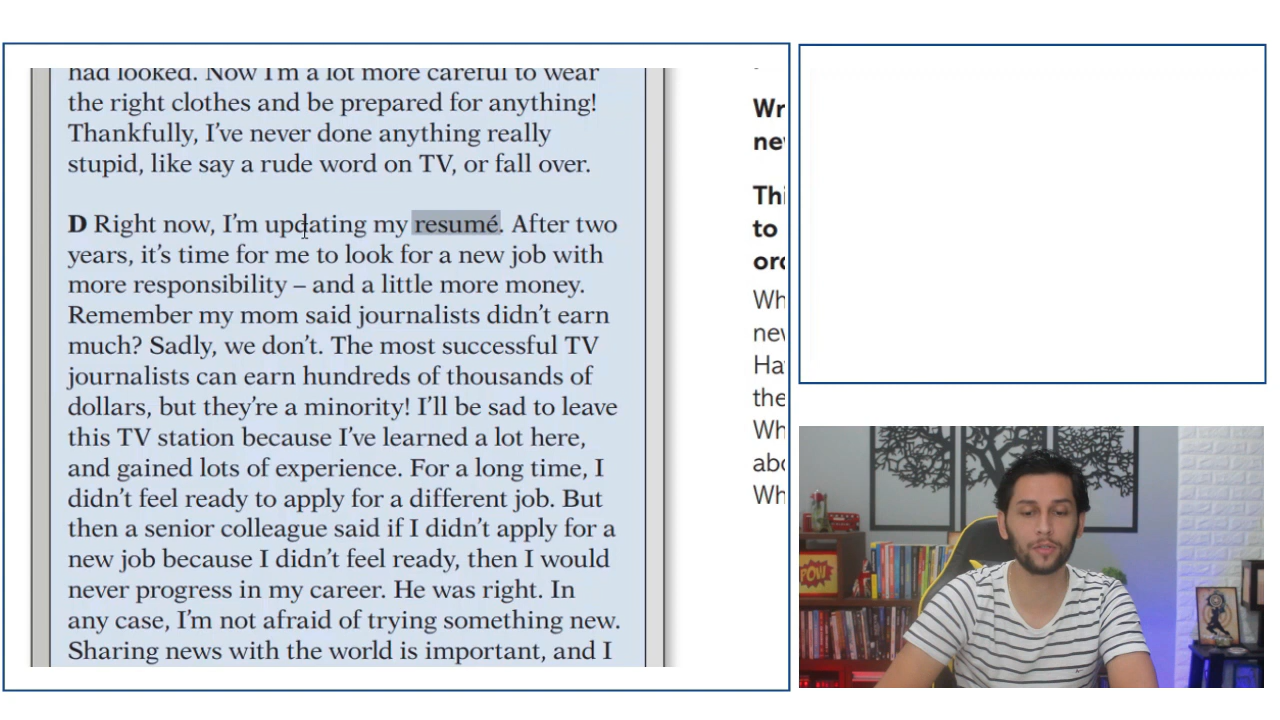 had looked. Now I'm a lot more careful to wear
the right clothes and be prepared for anything!
Thankfully, I've never done anything really
stupid, like say a rude word on TV, or fall over.
D Right now, I'm updating my resumé. After two
years, it's time for me to look for a new job with
more responsibility – and a little more money.
Remember my mom said journalists didn't earn
much? Sadly, we don't. The most successful TV
journalists can earn hundreds of thousands of
dollars, but they're a minority! I'll be sad to leave
this TV station because I've learned a lot here,
and gained lots of experience. For a long time, I
didn't feel ready to apply for a different job. But
then a senior colleague said if I didn't apply for a
new job because I didn't feel ready, then I would
never progress in my career. He was right. In
any case, I'm not afraid of trying something new.
Sharing news with the world is important, and I
to
Wh
Wh
Wh
POW